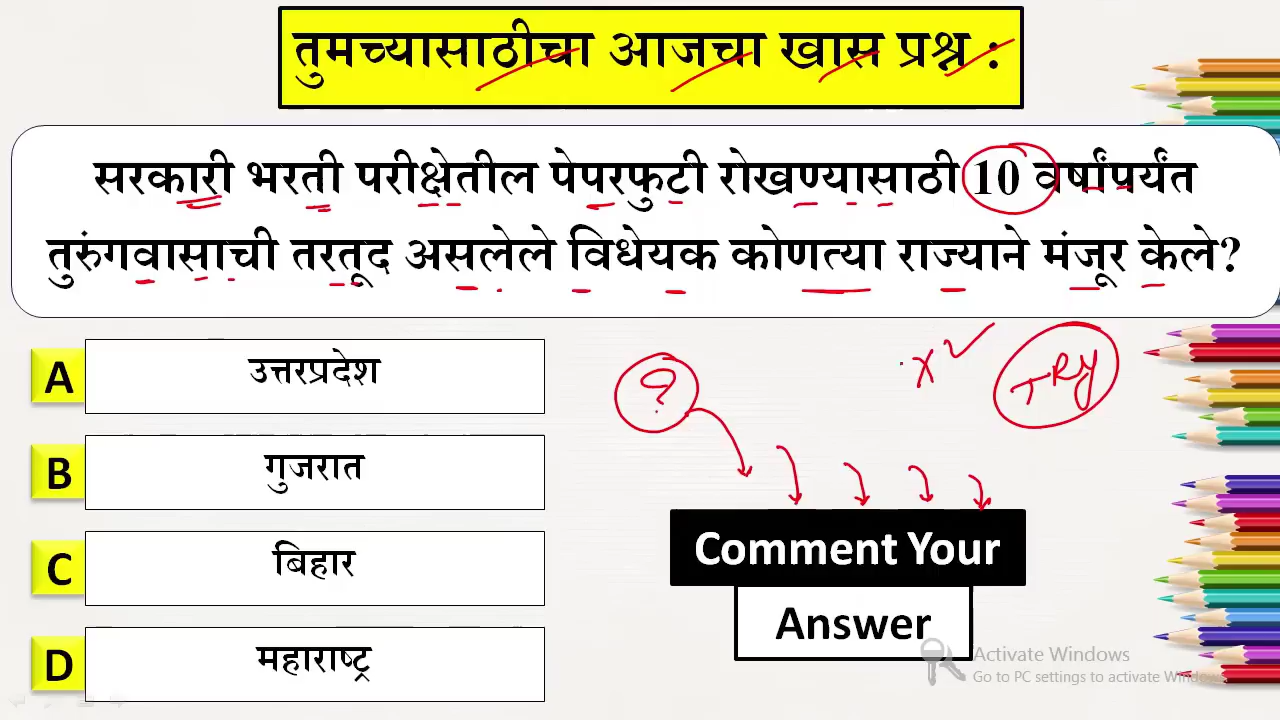 तुमच्यासाठीचा आजचा खास प्रश्न :
सरकारी भरती परीक्षेतील पेपरफुटी रोखण्यासाठी 10 वर्षांपर्यंत
तुरुंगवासाची तरतूद असलेले विधेयक कोणत्या राज्याने मंजूर केले?
A उत्तरप्रदेश
B गुजरात
C बिहार
D महाराष्ट्र
?
x
TRY
Comment Your
Answer
Activate Windows
Go to PC settings to activate Windows